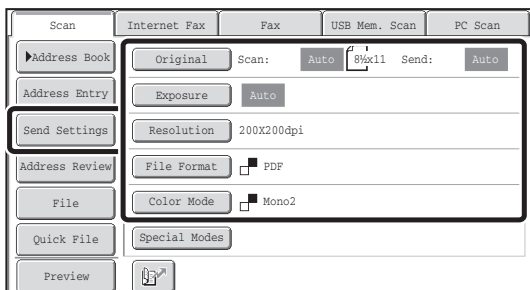 Scan Internet Fax Fax USB Mem. Scan PC Scan
Address Book
Original Scan: Auto 8½x11 Send: Auto
Address Entry
Exposure Auto
Send Settings
Resolution 200X200dpi
Address Review
File Format PDF
File
Color Mode Mono2
Quick File
Special Modes
Preview